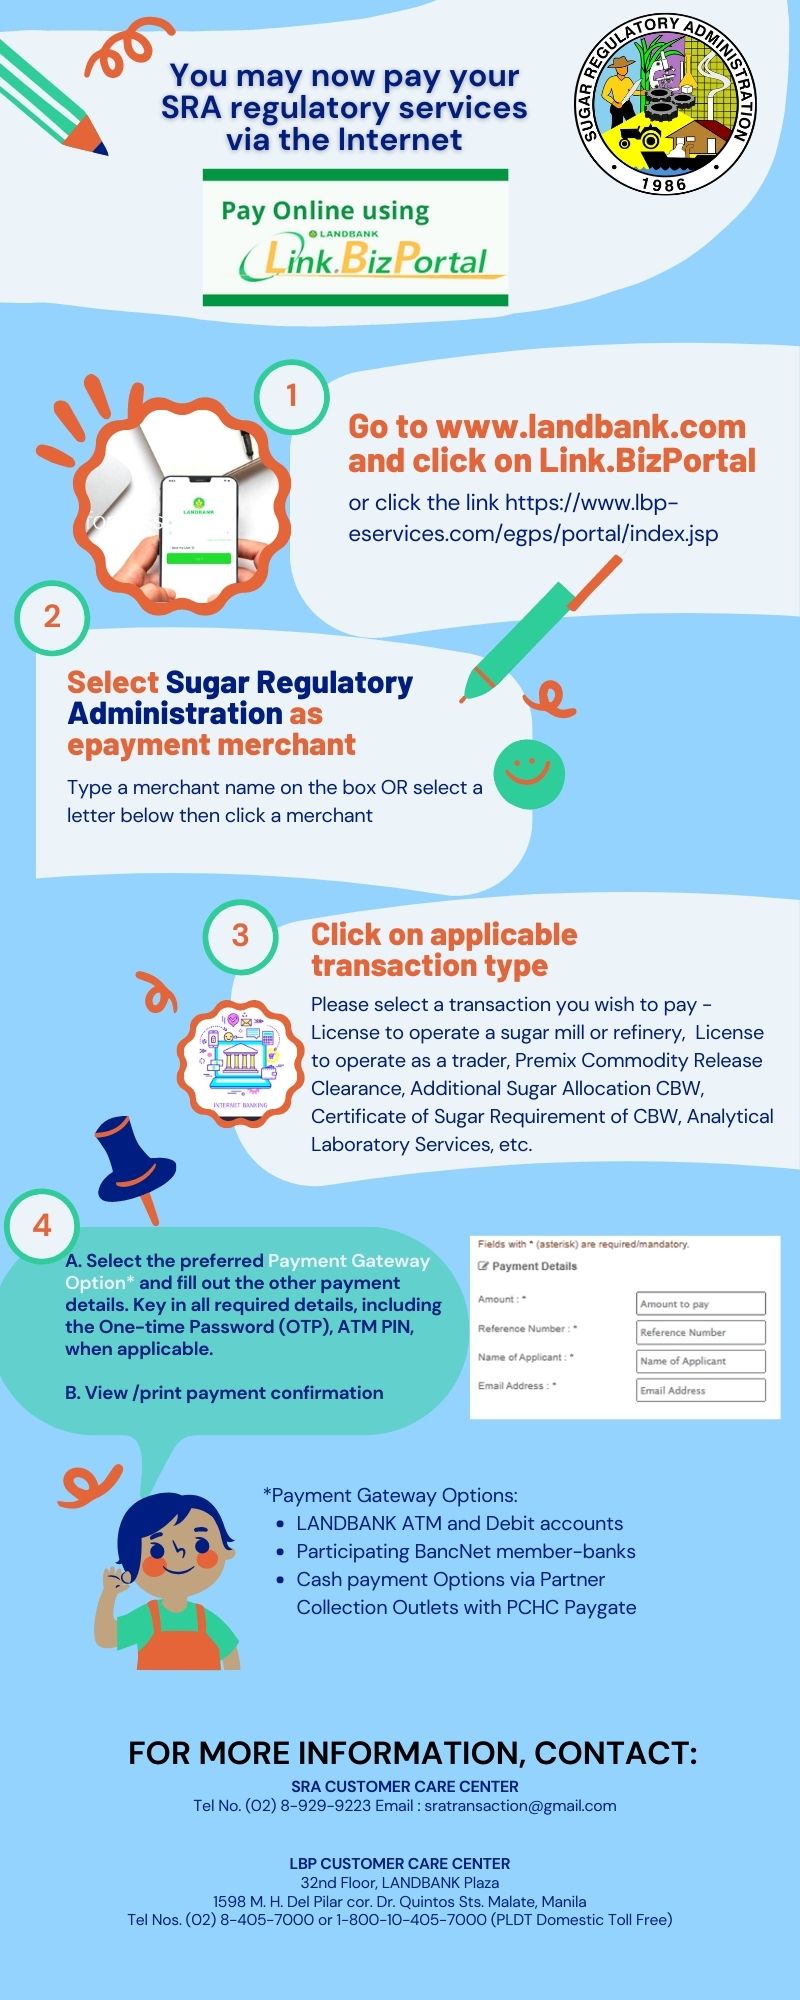 You may now pay your
SRA regulatory services
via the Internet
SUGAR REGULATORY ADMINISTRATION
• 1986 •
Pay Online using
LANDBANK
Link.BizPortal
1
Go to www.landbank.com
and click on Link.BizPortal
or click the link https://www.lbp-
eservices.com/egps/portal/index.jsp
LANDBANK
2
Select Sugar Regulatory
Administration as
epayment merchant
Type a merchant name on the box OR select a
letter below then click a merchant
3
Click on applicable
transaction type
Please select a transaction you wish to pay -
License to operate a sugar mill or refinery,  License
to operate as a trader, Premix Commodity Release
Clearance, Additional Sugar Allocation CBW,
Certificate of Sugar Requirement of CBW, Analytical
Laboratory Services, etc.
INTERNET BANKING
4
A. Select the preferred Payment Gateway
Option* and fill out the other payment
details. Key in all required details, including
the One-time Password (OTP), ATM PIN,
when applicable.
B. View /print payment confirmation
Fields with * (asterisk) are required/mandatory.
Payment Details
Amount : * Amount to pay
Reference Number : * Reference Number
Name of Applicant : * Name of Applicant
Email Address : * Email Address
*Payment Gateway Options:
• LANDBANK ATM and Debit accounts
• Participating BancNet member-banks
• Cash payment Options via Partner
Collection Outlets with PCHC Paygate
FOR MORE INFORMATION, CONTACT:
SRA CUSTOMER CARE CENTER
Tel No. (02) 8-929-9223 Email : sratransaction@gmail.com
LBP CUSTOMER CARE CENTER
32nd Floor, LANDBANK Plaza
1598 M. H. Del Pilar cor. Dr. Quintos Sts. Malate, Manila
Tel Nos. (02) 8-405-7000 or 1-800-10-405-7000 (PLDT Domestic Toll Free)